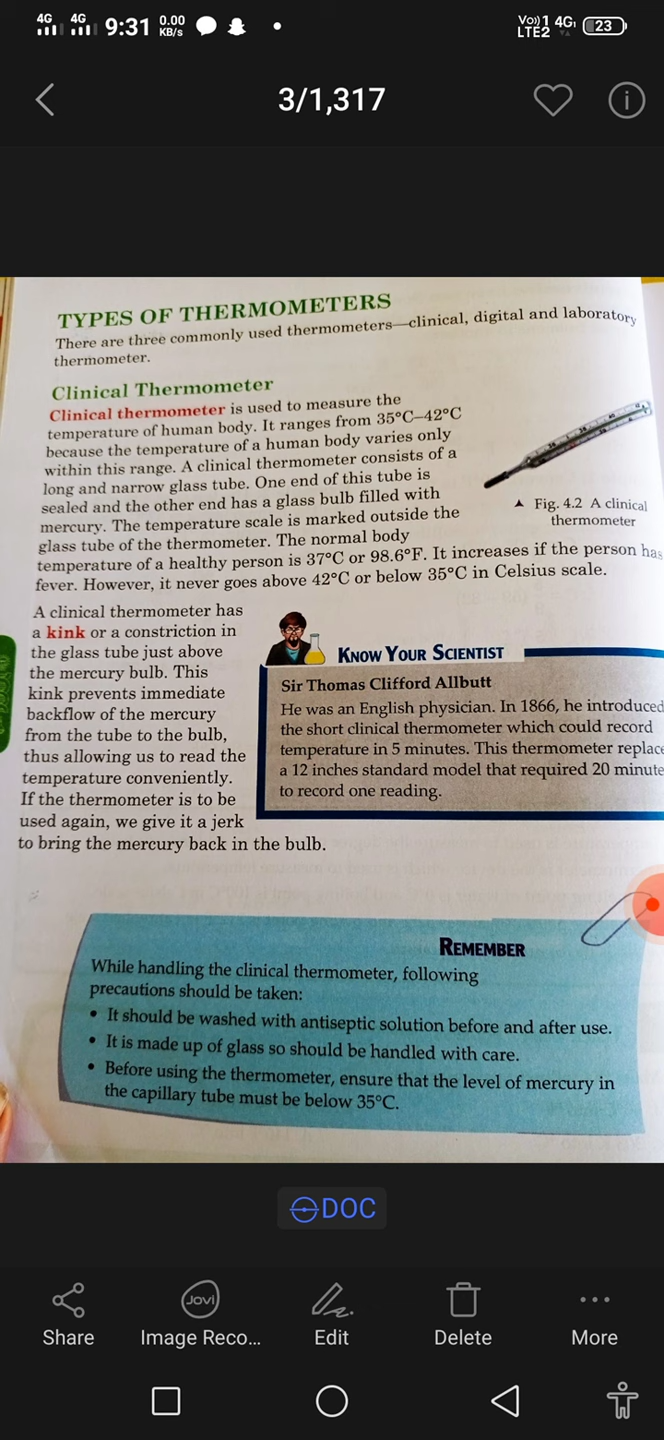 4G 4G 9:31 0.00 KB/s Vo)) 1 LTE2 4G 23
3/1,317
TYPES OF THERMOMETERS
There are three commonly used thermometers—clinical, digital and laboratory
thermometer.
Clinical Thermometer
Clinical thermometer is used to measure the
temperature of human body. It ranges from 35°C–42°C
because the temperature of a human body varies only
within this range. A clinical thermometer consists of a
long and narrow glass tube. One end of this tube is
sealed and the other end has a glass bulb filled with
mercury. The temperature scale is marked outside the
glass tube of the thermometer. The normal body
temperature of a healthy person is 37°C or 98.6°F. It increases if the person has
fever. However, it never goes above 42°C or below 35°C in Celsius scale.
▲ Fig. 4.2 A clinical
thermometer
A clinical thermometer has
a kink or a constriction in
the glass tube just above
the mercury bulb. This
kink prevents immediate
backflow of the mercury
from the tube to the bulb,
thus allowing us to read the
temperature conveniently.
If the thermometer is to be
used again, we give it a jerk
to bring the mercury back in the bulb.
KNOW YOUR SCIENTIST
Sir Thomas Clifford Allbutt
He was an English physician. In 1866, he introduced
the short clinical thermometer which could record
temperature in 5 minutes. This thermometer replace
a 12 inches standard model that required 20 minute
to record one reading.
REMEMBER
While handling the clinical thermometer, following
precautions should be taken:
• It should be washed with antiseptic solution before and after use.
• It is made up of glass so should be handled with care.
• Before using the thermometer, ensure that the level of mercury in
the capillary tube must be below 35°C.
DOC
Jovi
Share Image Reco... Edit Delete More